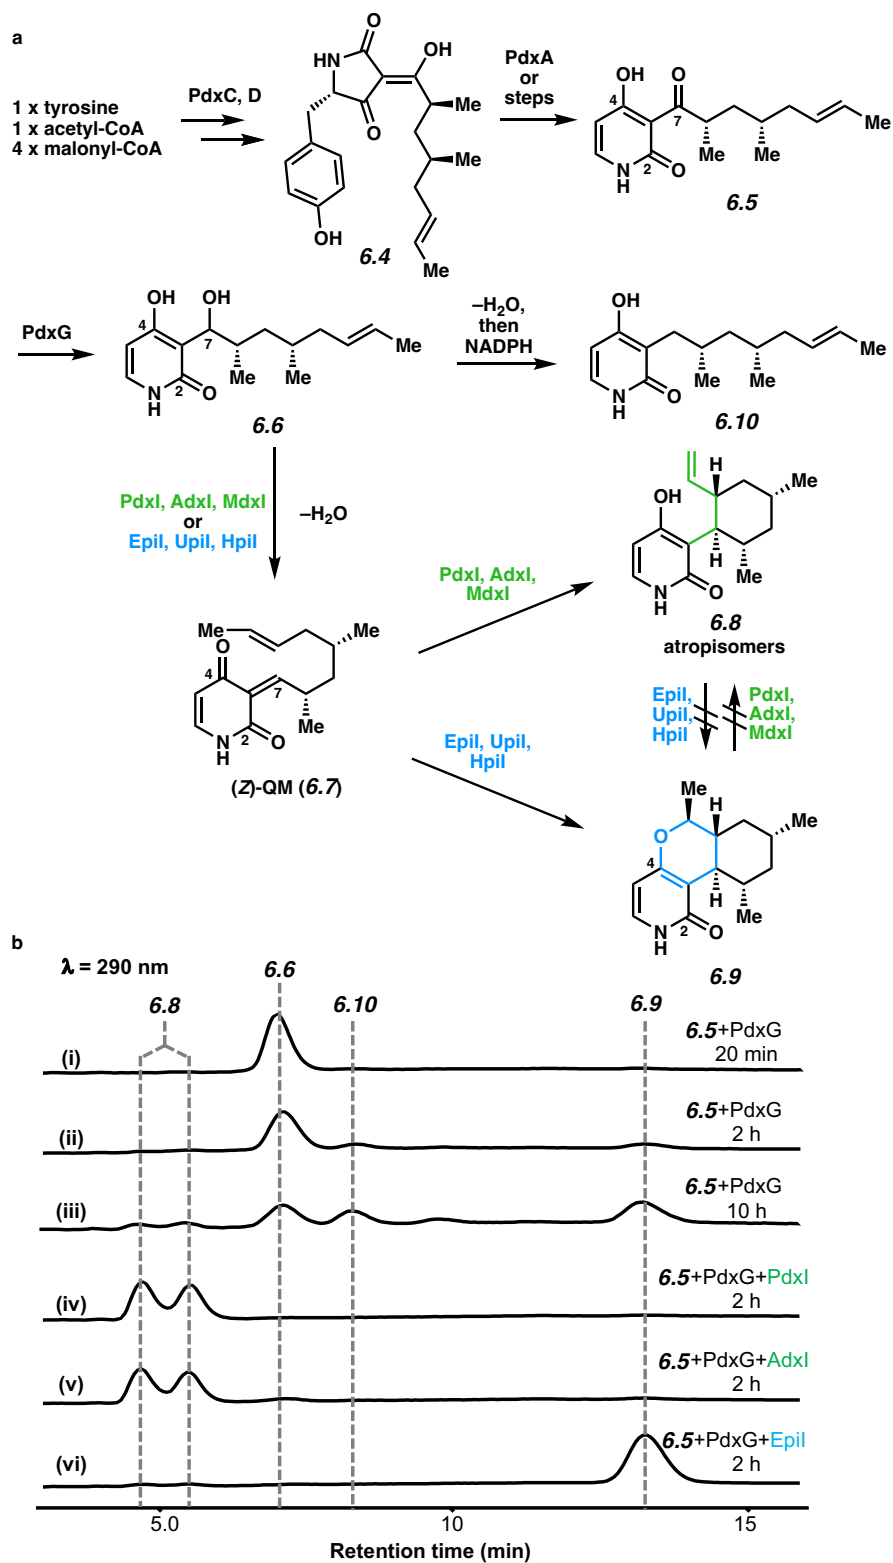 a
1 x tyrosine
1 x acetyl-CoA
4 x malonyl-CoA
PdxC, D
O
HN
OH
O
Me
Me
OH
Me
6.4
PdxA
or
steps
OH
O
4
7
2
N
H
O
Me
Me
Me
6.5
PdxG
OH
OH
4
7
2
N
H
O
Me
Me
Me
6.6
–H₂O,
then
NADPH
OH
N
H
O
Me
Me
Me
6.10
PdxI, AdxI, MdxI
or
EpiI, UpiI, HpiI
–H₂O
Me
O
Me
4
7
2
N
H
O
Me
(Z)-QM (6.7)
PdxI, AdxI,
MdxI
EpiI, UpiI,
HpiI
H
Me
OH
H
N
H
O
Me
6.8
atropisomers
EpiI,
UpiI,
HpiI
PdxI,
AdxI,
MdxI
Me
H
Me
O
4
H
2
N
H
O
Me
6.9
b
λ = 290 nm
6.8
6.6
6.10
6.9
(i)
6.5+PdxG
20 min
(ii)
6.5+PdxG
2 h
(iii)
6.5+PdxG
10 h
(iv)
6.5+PdxG+PdxI
2 h
(v)
6.5+PdxG+AdxI
2 h
(vi)
6.5+PdxG+EpiI
2 h
5.0
10
15
Retention time (min)